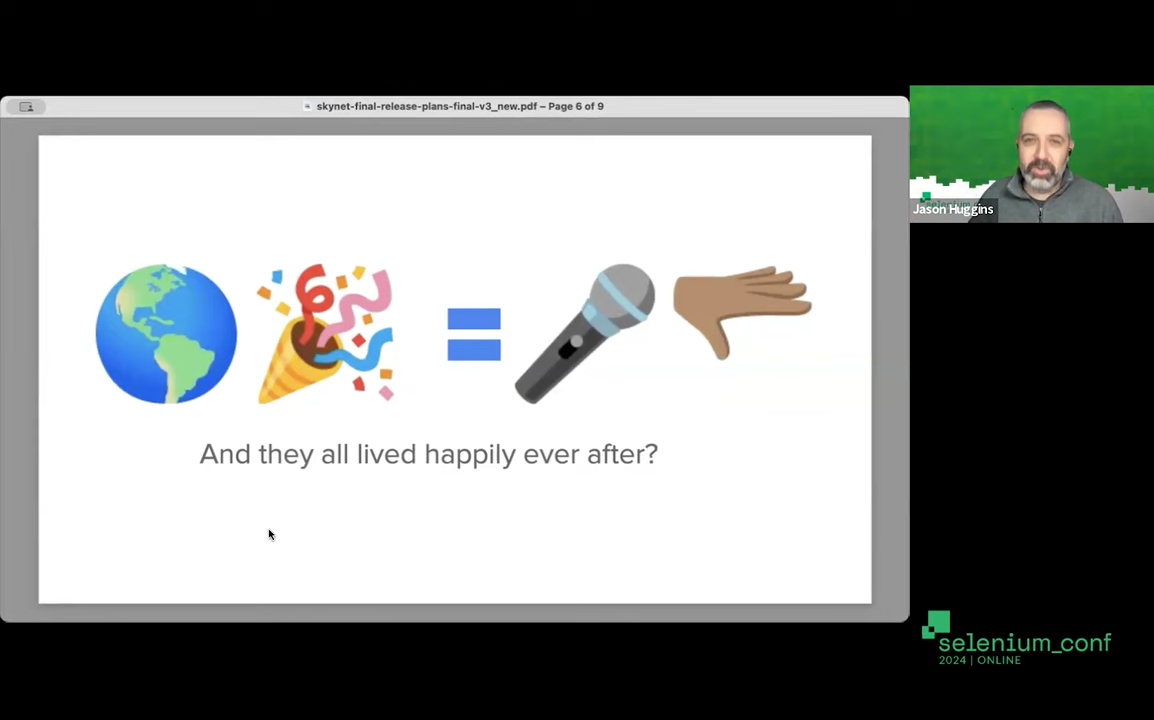 skynet-final-release-plans-final-v3_new.pdf – Page 6 of 9
And they all lived happily ever after?
Jason Huggins
selenium_conf
2024 | ONLINE